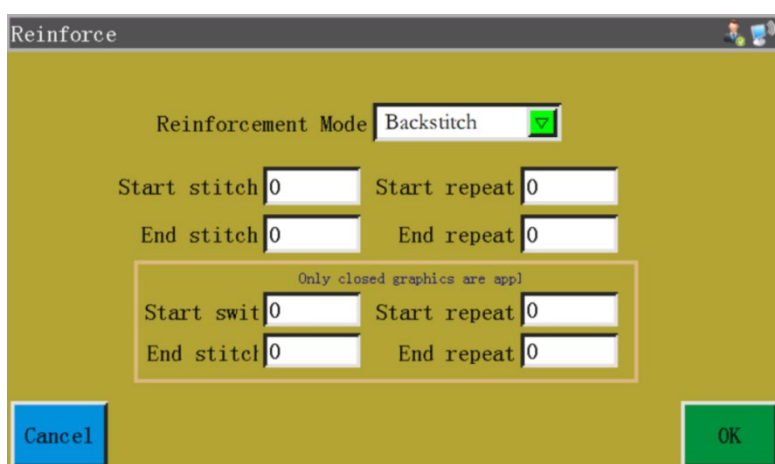 Reinforce
Reinforcement Mode Backstitch
Start stitch 0 Start repeat 0
End stitch 0 End repeat 0
Only closed graphics are appl
Start swit 0 Start repeat 0
End stitch 0 End repeat 0
Cancel OK